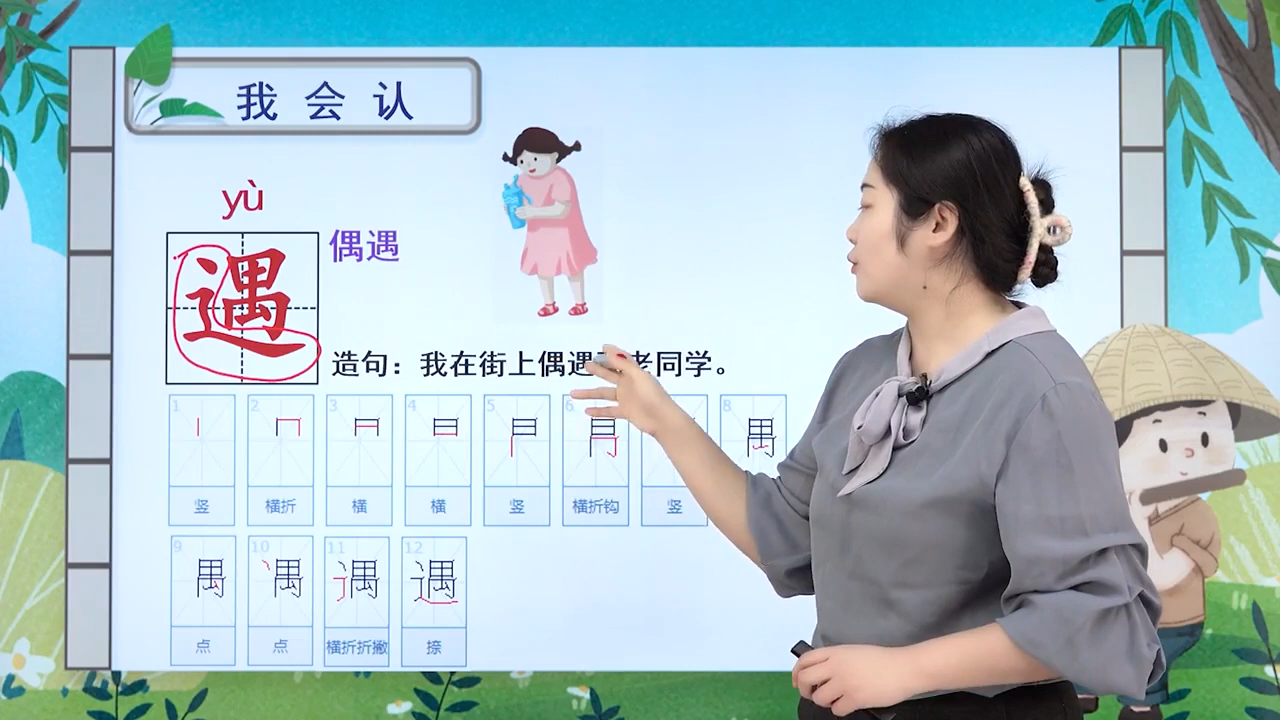 我会认
yù
遇
偶遇
造句：我在街上偶遇 老同学。
1 2 3 4 5 6 8
竖 横折 横 横 竖 横折钩 竖
9 10 11 12
点 点 横折折撇 捺